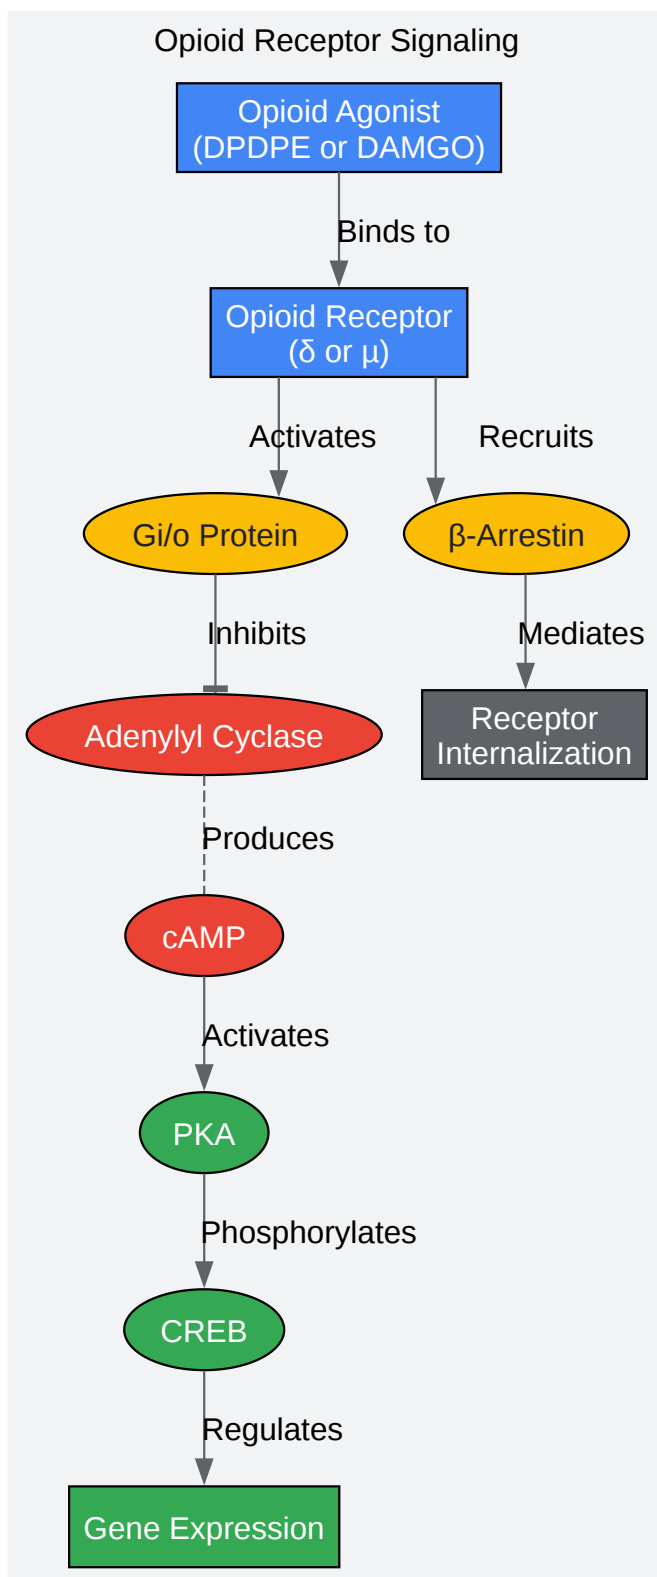 Opioid Receptor Signaling
Opioid Agonist
(DPDPE or DAMGO)
Binds to
Opioid Receptor
(δ or µ)
Activates
Recruits
Gi/o Protein
β-Arrestin
Inhibits
Mediates
Adenylyl Cyclase
Receptor
Internalization
Produces
cAMP
Activates
PKA
Phosphorylates
CREB
Regulates
Gene Expression